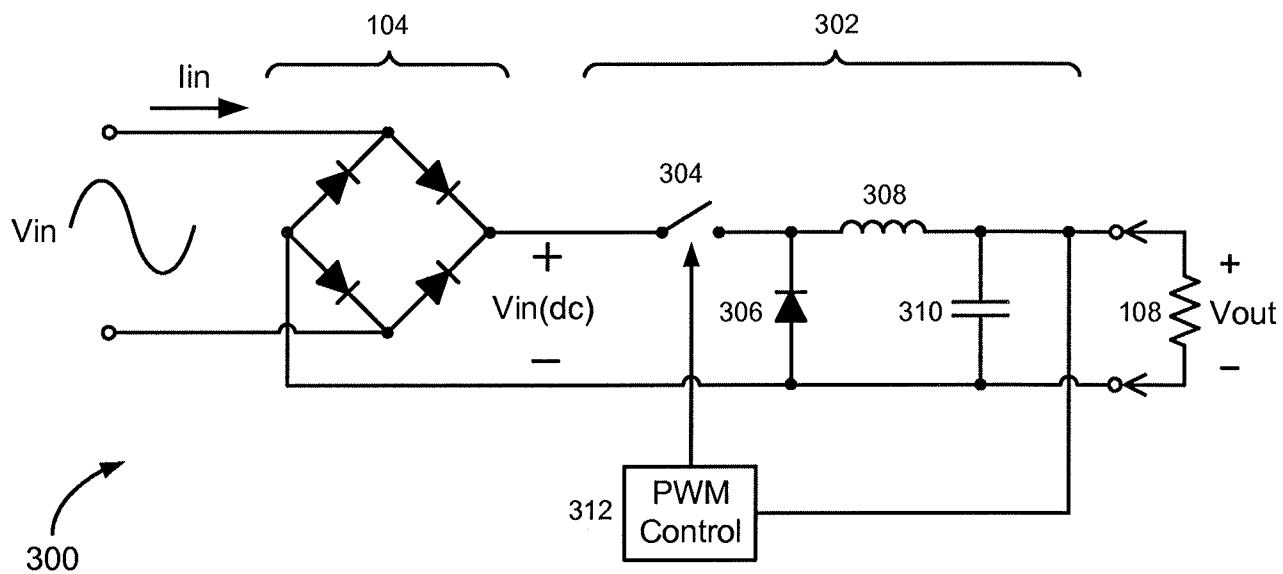 104
302
Iin
304
308
Vin
+
Vin(dc)
−
306
310
108
+
Vout
−
312
PWM
Control
300